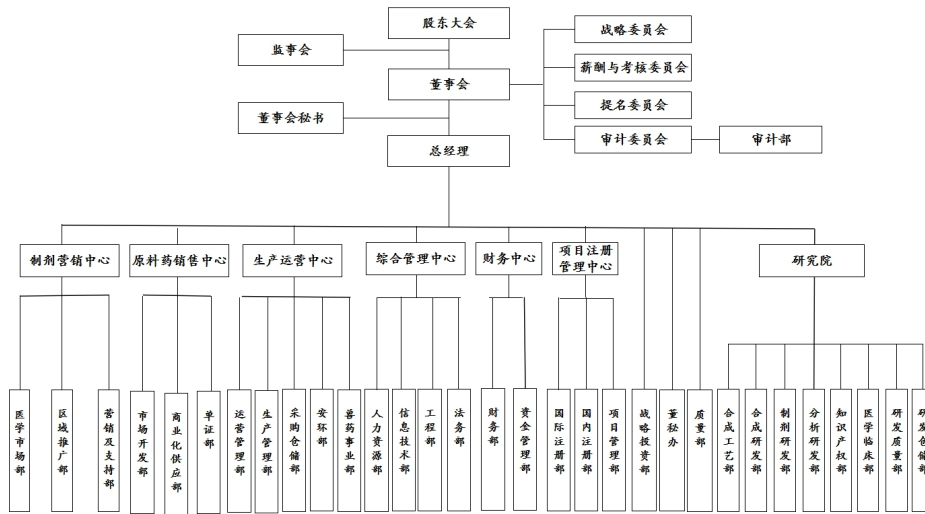 股东大会
监事会
战略委员会
薪酬与考核委员会
董事会
提名委员会
董事会秘书
审计委员会
审计部
总经理
制剂营销中心
原料药销售中心
生产运营中心
综合管理中心
财务中心
项目注册
管理中心
研究院
医学市场部
区域推广部
营销及支持部
市场开发部
商业化供应部
单证部
运营管理部
生产管理部
采购仓储部
安环部
兽药事业部
人力资源部
信息技术部
工程部
法务部
财务部
资金管理部
国际注册部
国内注册部
项目管理部
战略投资部
董秘办
质量部
合成工艺部
合成研发部
制剂研发部
分析研发部
知识产权部
医学临床部
研发质量部
研发仓储部